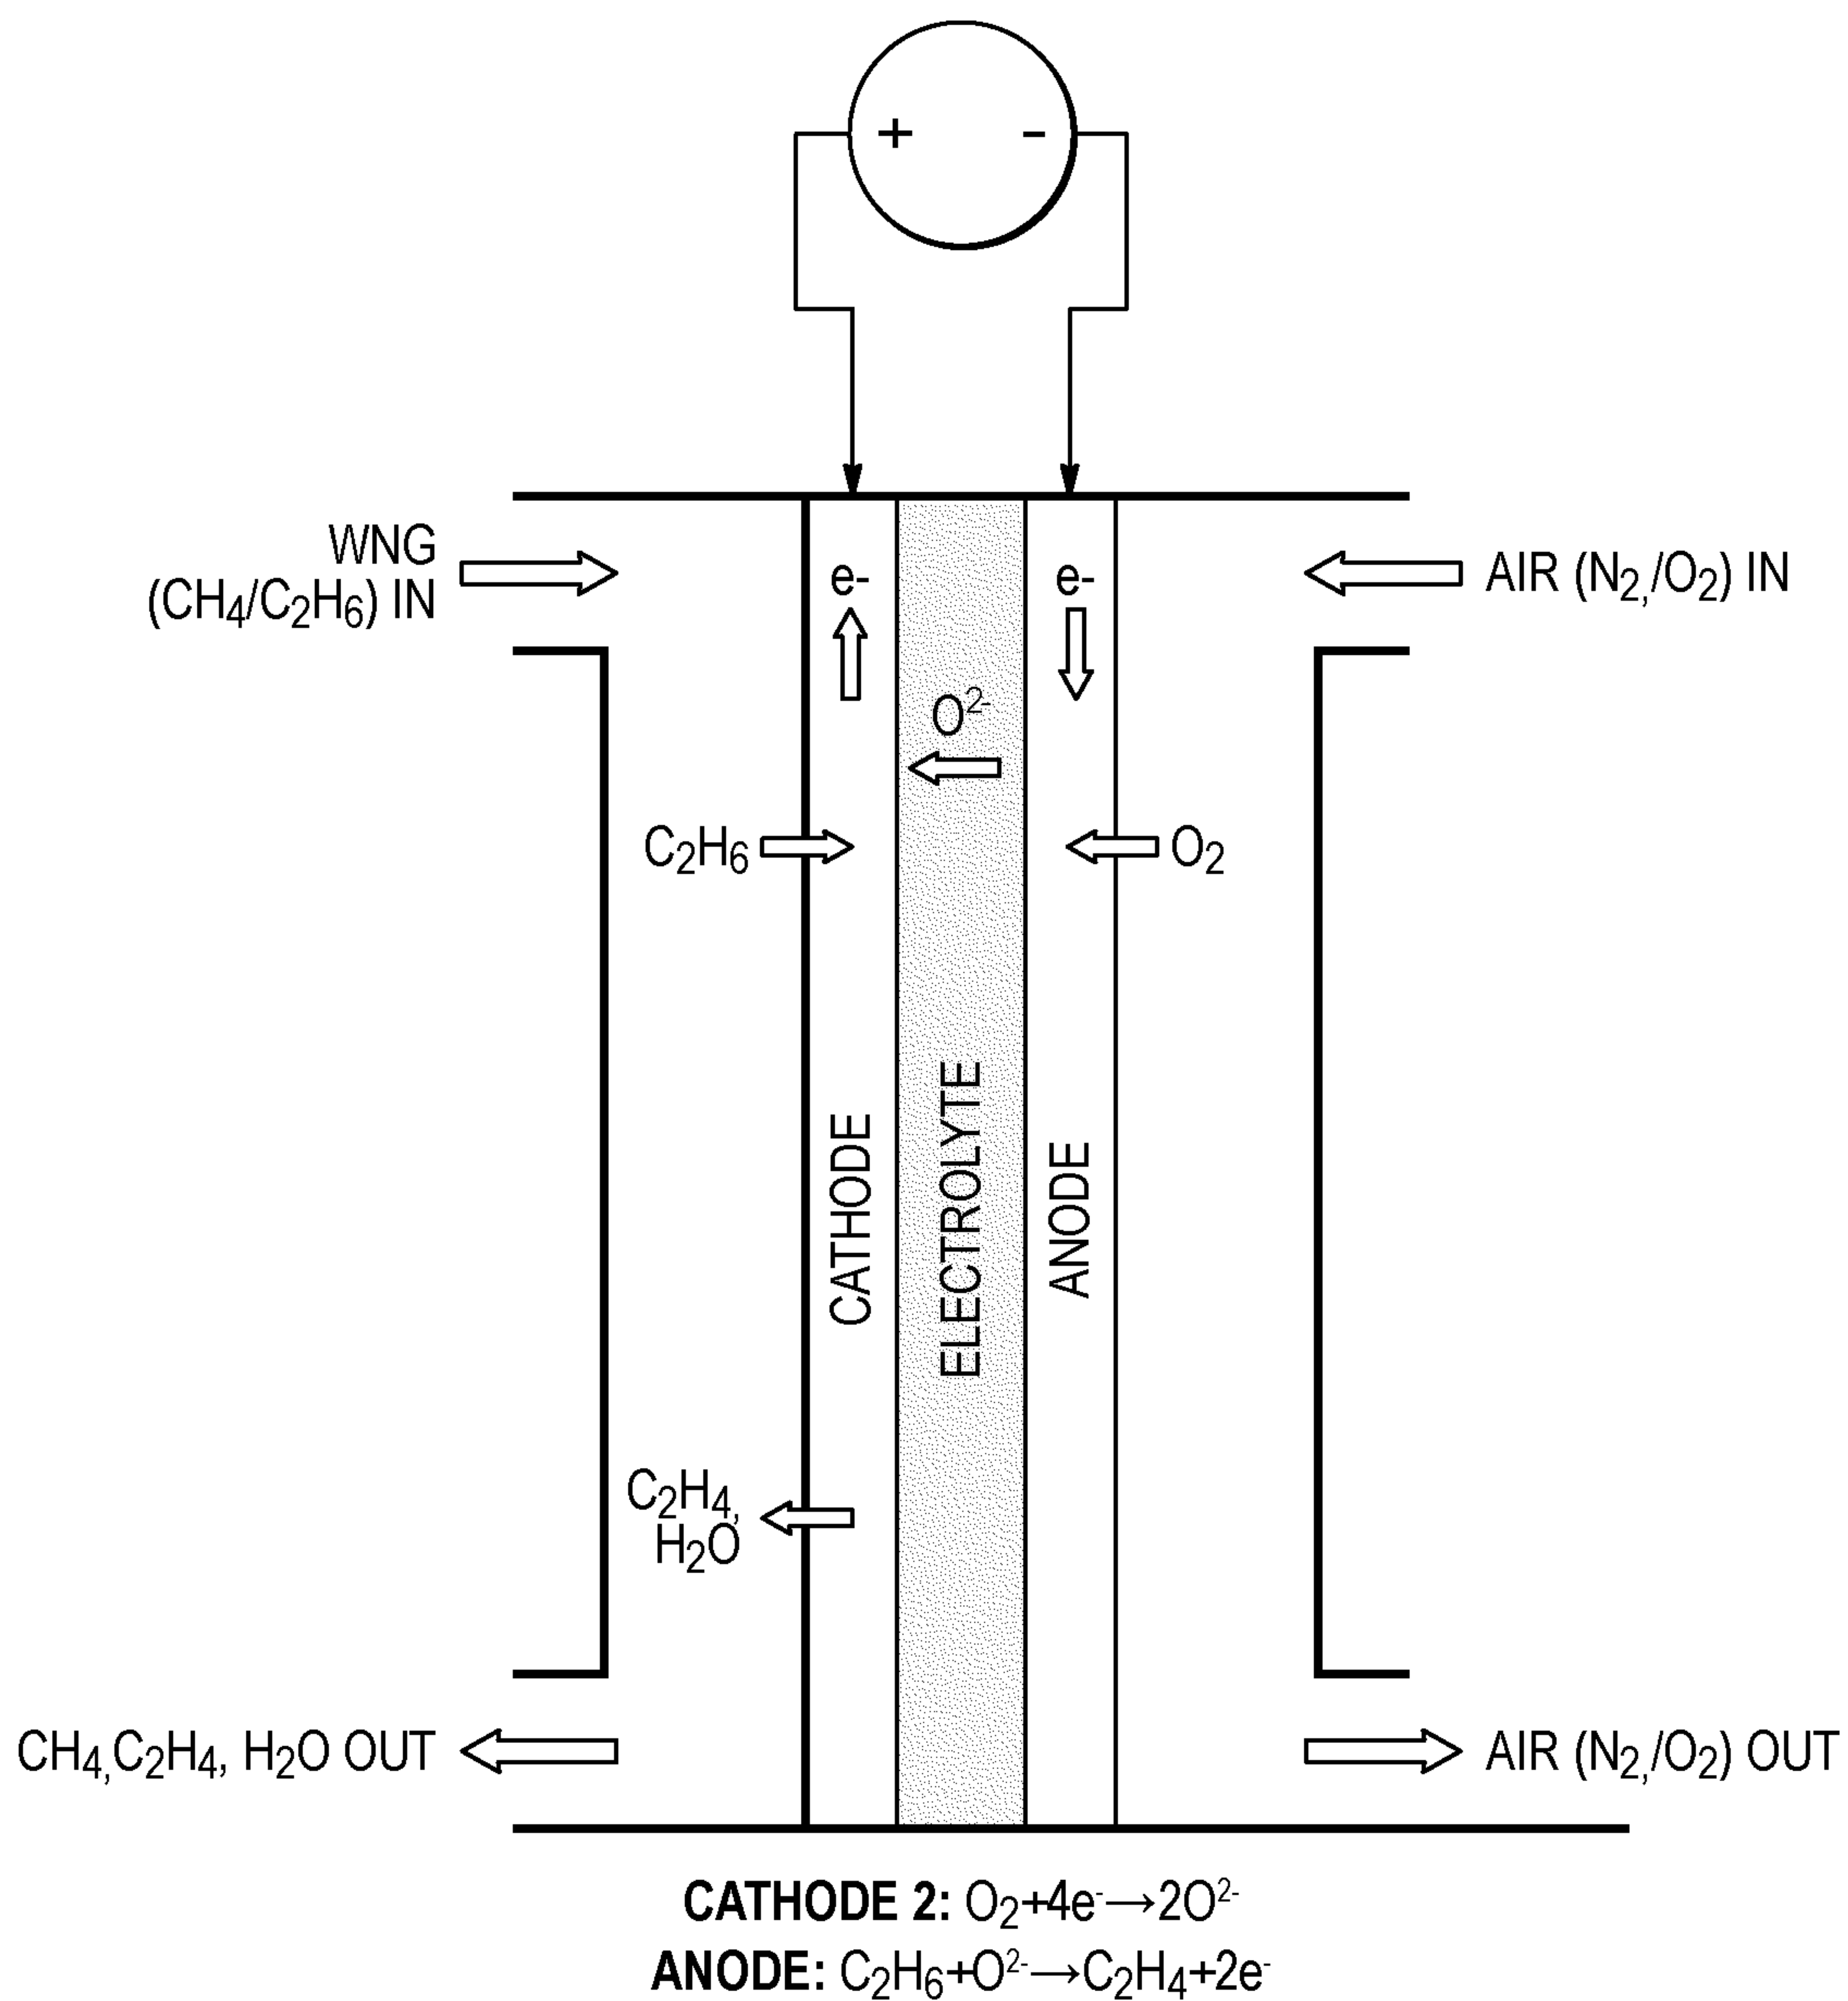 + -
WNG
(CH₄/C₂H₆) IN
e-
e-
AIR (N₂,/O₂) IN
O²⁻
C₂H₆
O₂
CATHODE
ELECTROLYTE
ANODE
C₂H₄,
H₂O
CH₄,C₂H₄, H₂O OUT
AIR (N₂,/O₂) OUT
CATHODE 2: O₂+4e⁻→2O²⁻
ANODE: C₂H₆+O²⁻→C₂H₄+2e⁻